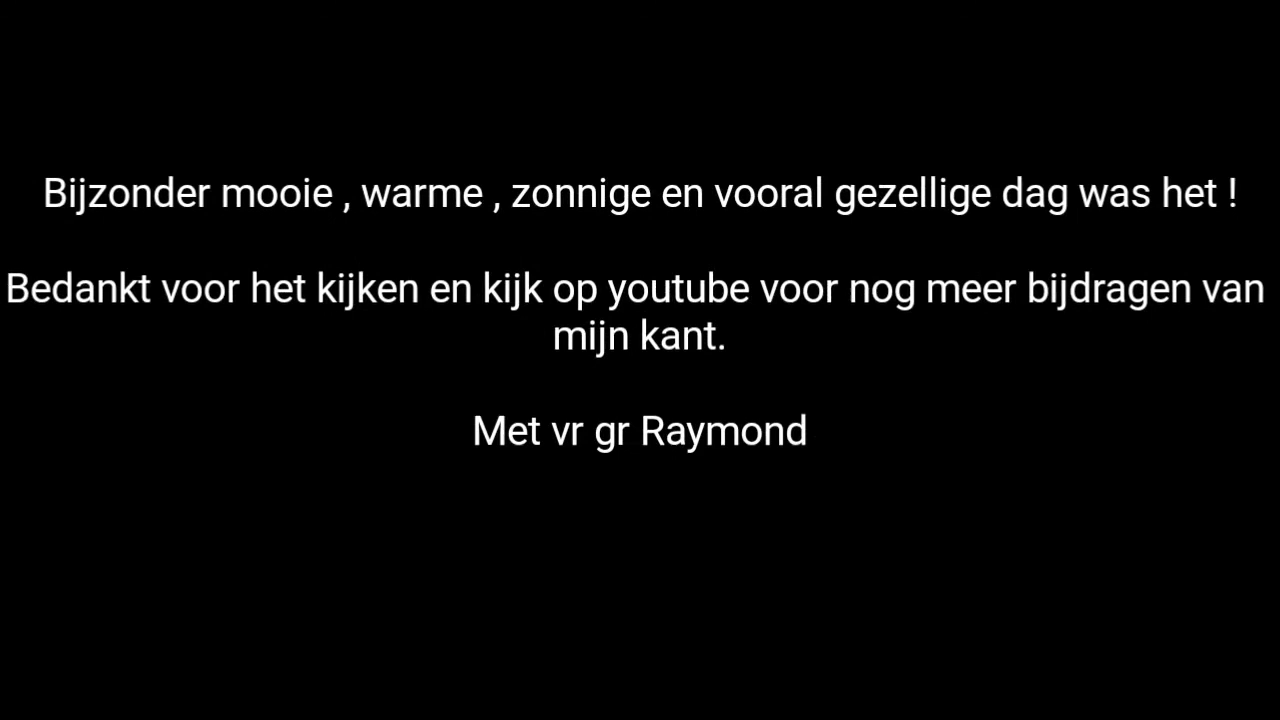 Bijzonder mooie , warme , zonnige en vooral gezellige dag was het !
Bedankt voor het kijken en kijk op youtube voor nog meer bijdragen van
mijn kant.
Met vr gr Raymond